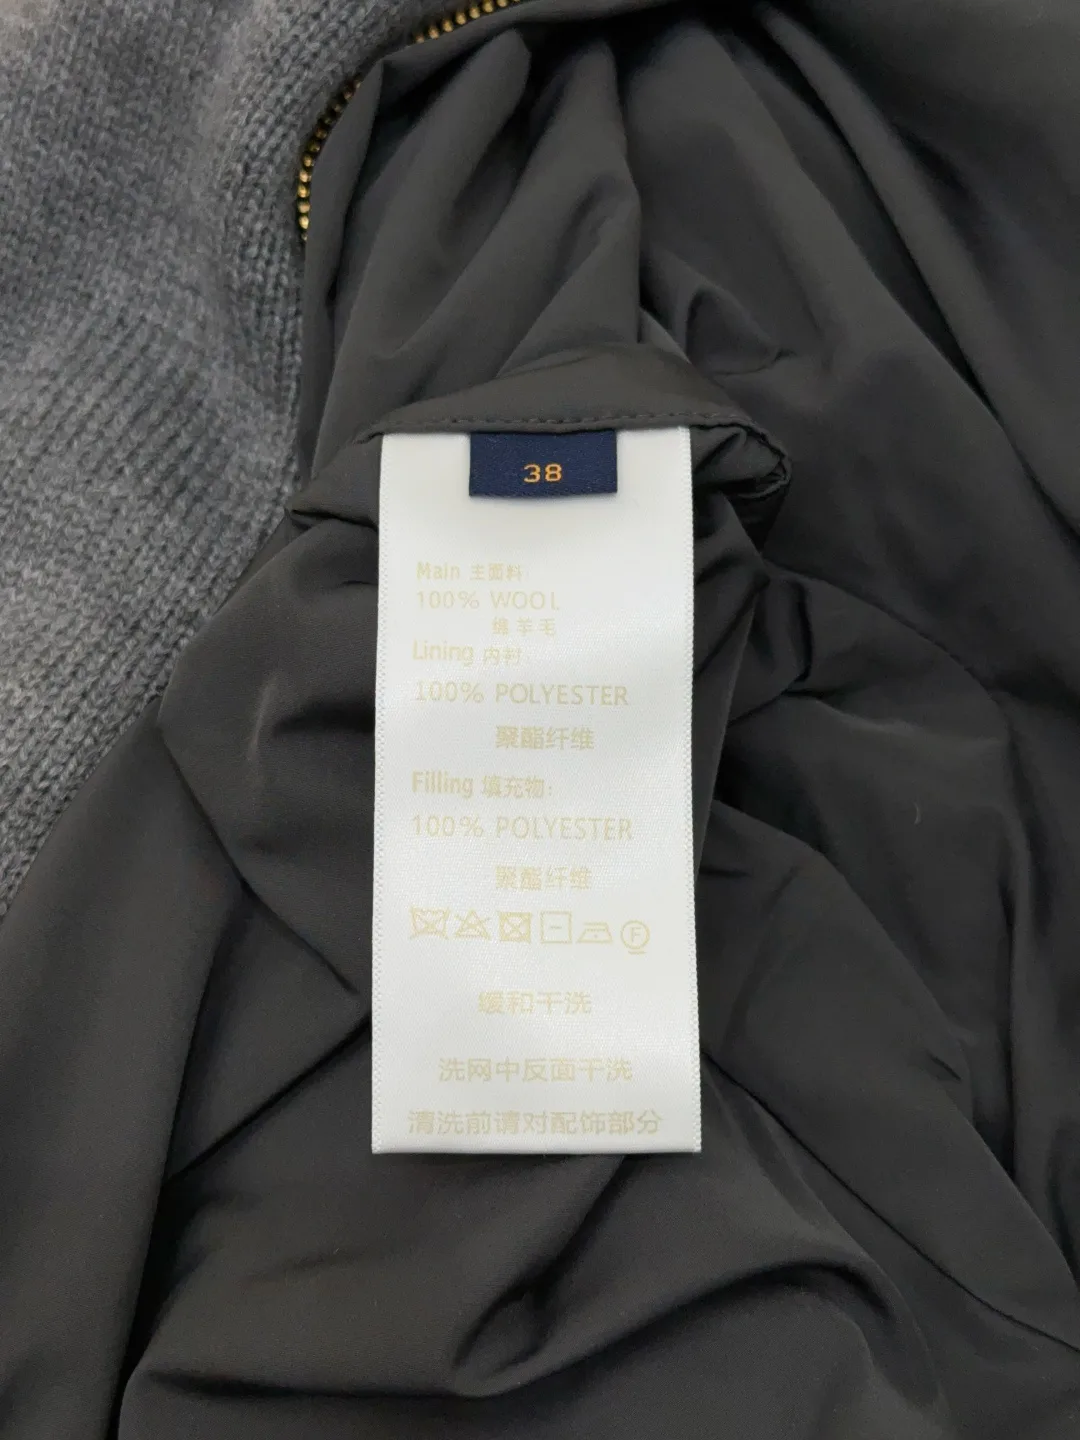 38
Main 主面料
100% WOOL
绵羊毛
Lining 内衬
100% POLYESTER
聚酯纤维
Filling 填充物:
100% POLYESTER
聚酯纤维
F
缓和干洗
洗网中反面干洗
清洗前请对配饰部分